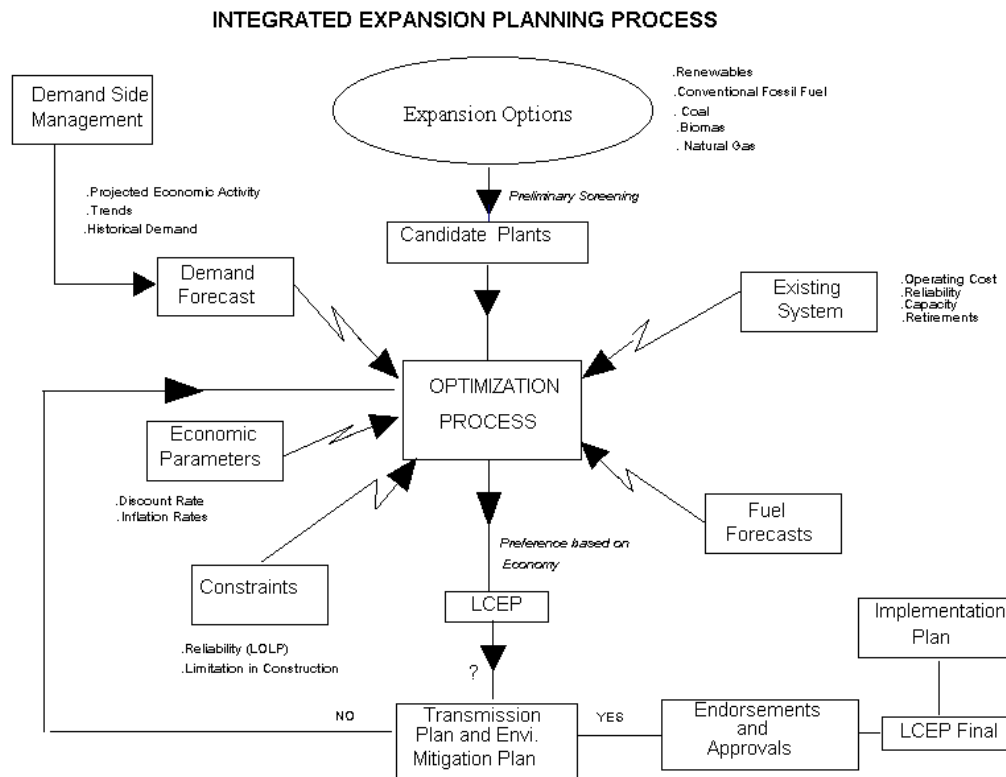 INTEGRATED EXPANSION PLANNING PROCESS
Demand Side
Management
Expansion Options
.Renewables
.Conventional Fossil Fuel
. Coal
.Biomas
. Natural Gas
.Projected Economic Activity
.Trends
.Historical Demand
Preliminary Screening
Candidate Plants
Demand
Forecast
Existing
System
.Operating Cost
.Reliability
.Capacity
.Retirements
OPTIMIZATION
PROCESS
Economic
Parameters
.Discount Rate
.Inflation Rates
Fuel
Forecasts
Preference based on
Economy
Constraints
.Reliability (LOLP)
.Limitation in Construction
LCEP
?
Implementation
Plan
NO
Transmission
Plan and Envi.
Mitigation Plan
YES
Endorsements
and
Approvals
LCEP Final